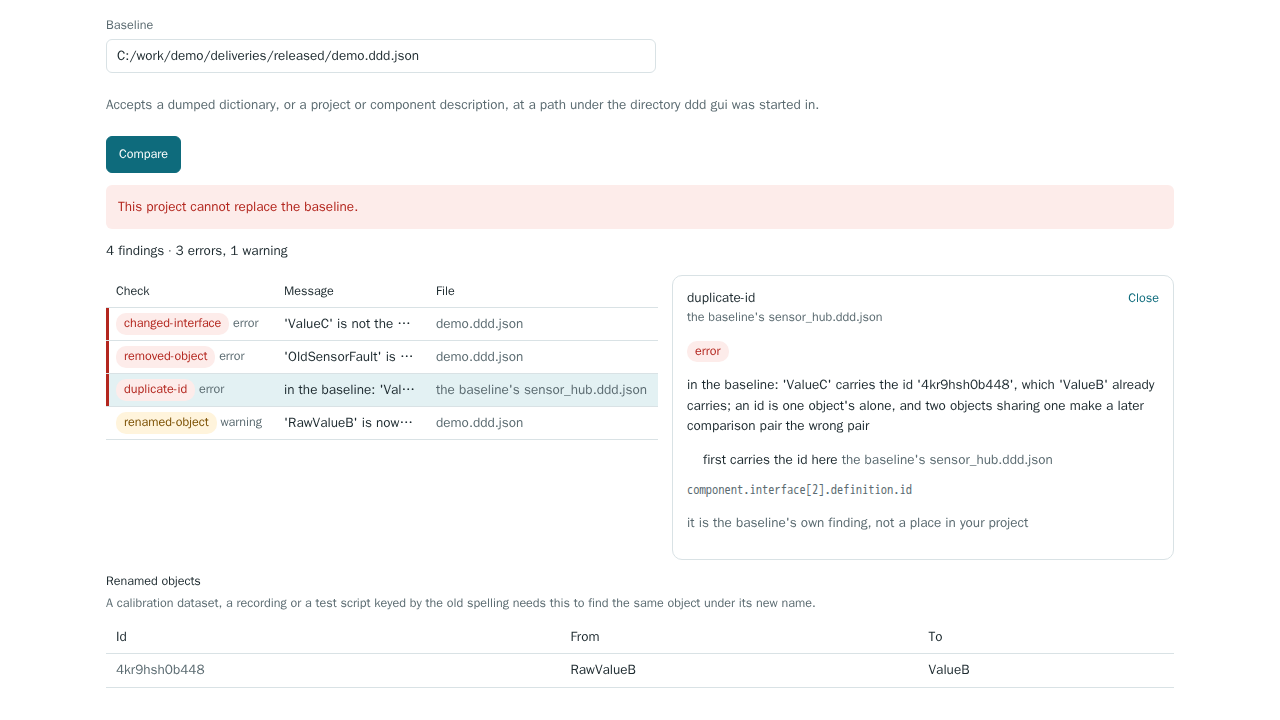 Baseline
C:/work/demo/deliveries/released/demo.ddd.json
Accepts a dumped dictionary, or a project or component description, at a path under the directory ddd gui was started in.
Compare
This project cannot replace the baseline.
4 findings · 3 errors, 1 warning
Check Message File
changed-interface error 'ValueC' is not the ⋯ demo.ddd.json
removed-object error 'OldSensorFault' is ⋯ demo.ddd.json
duplicate-id error in the baseline: 'Val⋯ the baseline's sensor_hub.ddd.json
renamed-object warning 'RawValueB' is now⋯ demo.ddd.json
duplicate-id Close
the baseline's sensor_hub.ddd.json
error
in the baseline: 'ValueC' carries the id '4kr9hsh0b448', which 'ValueB' already
carries; an id is one object's alone, and two objects sharing one make a later
comparison pair the wrong pair
first carries the id here the baseline's sensor_hub.ddd.json
component.interface[2].definition.id
it is the baseline's own finding, not a place in your project
Renamed objects
A calibration dataset, a recording or a test script keyed by the old spelling needs this to find the same object under its new name.
Id From To
4kr9hsh0b448 RawValueB ValueB